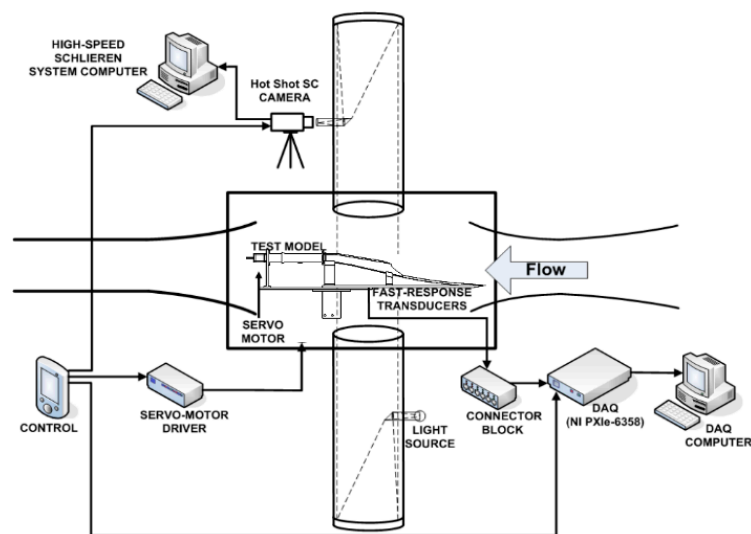 HIGH-SPEED
SCHLIEREN
SYSTEM COMPUTER
Hot Shot SC
CAMERA
TEST MODEL
Flow
FAST-RESPONSE
TRANSDUCERS
SERVO
MOTOR
CONTROL
SERVO-MOTOR
DRIVER
LIGHT
SOURCE
CONNECTOR
BLOCK
DAQ
(NI PXIe-6358)
DAQ
COMPUTER